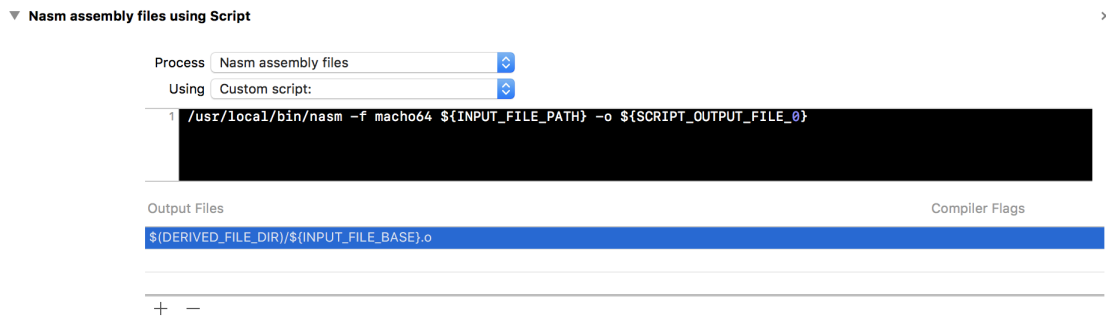 Nasm assembly files using Script
Process Nasm assembly files
Using Custom script:
1 /usr/local/bin/nasm -f macho64 ${INPUT_FILE_PATH} -o ${SCRIPT_OUTPUT_FILE_0}
Output Files Compiler Flags
$(DERIVED_FILE_DIR)/${INPUT_FILE_BASE}.o